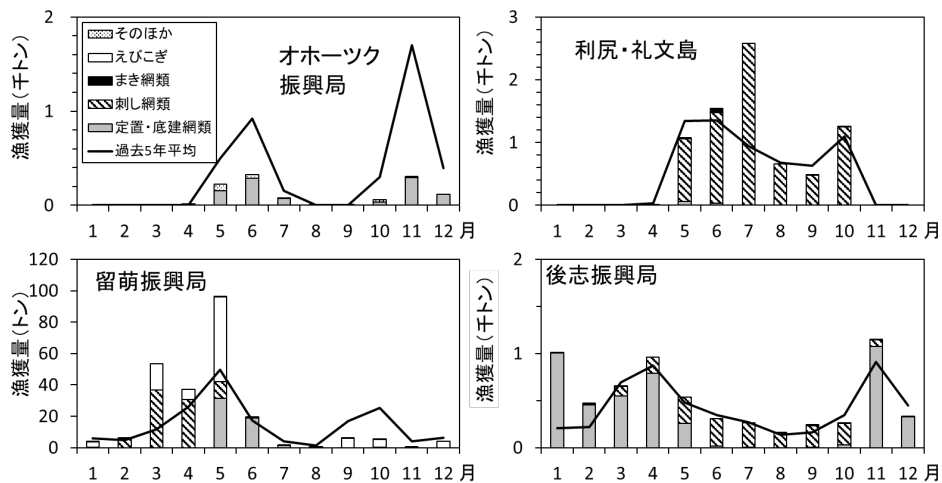 漁獲量(千トン)
2
1
0
そのほか
えびこぎ
まき網類
刺し網類
定置・底建網類
過去5年平均
オホーツク
振興局
1 2 3 4 5 6 7 8 9 10 11 12 月
漁獲量(千トン)
3
2
1
0
利尻・礼文島
1 2 3 4 5 6 7 8 9 10 11 12 月
漁獲量(トン)
120
100
80
60
40
20
0
留萌振興局
1 2 3 4 5 6 7 8 9 10 11 12 月
漁獲量(千トン)
2
1
0
後志振興局
1 2 3 4 5 6 7 8 9 10 11 12 月